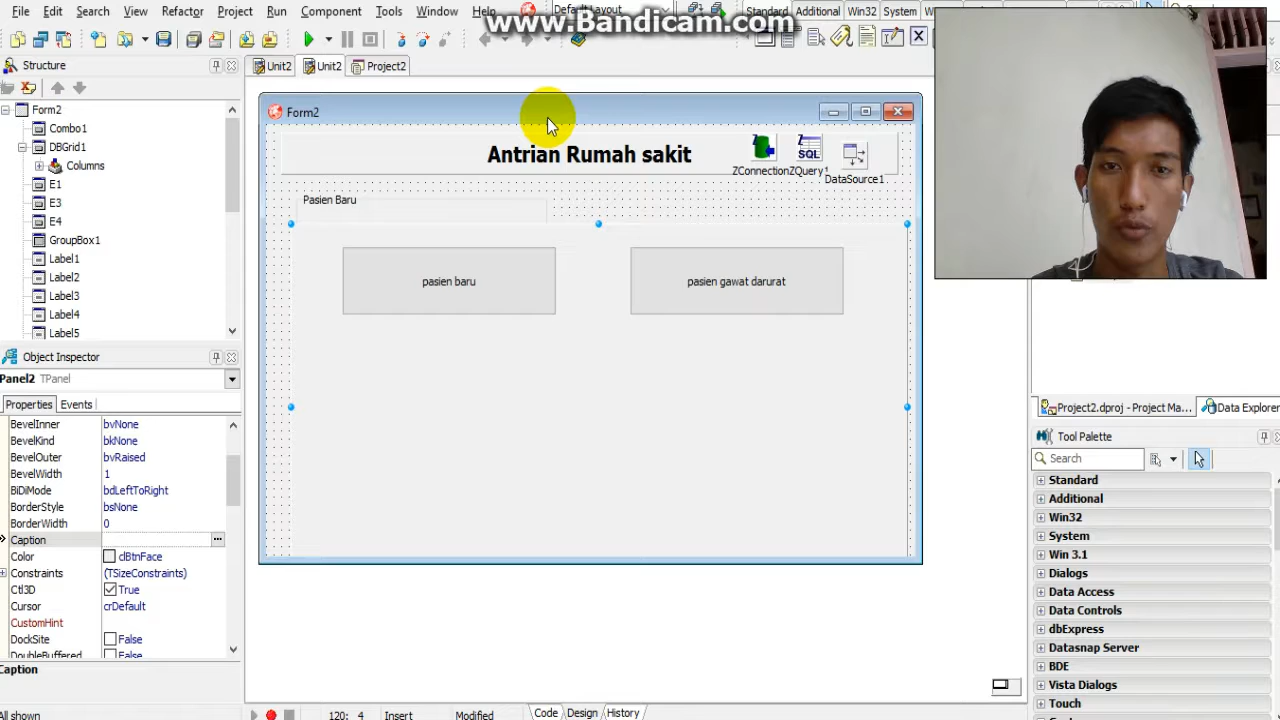 File Edit Search View Refactor Project Run Component Tools Window Help Default Layout
www.Bandicam.com
Standard Additional Win32 System
Structure
Unit2 Unit2 Project2
Form2
Combo1
DBGrid1
Columns
E1
E3
E4
GroupBox1
Label1
Label2
Label3
Label4
Label5
Form2
Antrian Rumah sakit
SQL
ZConnection ZQuery1
DataSource1
Pasien Baru
pasien baru
pasien gawat darurat
Object Inspector
Panel2 TPanel
Properties Events
BevelInner bvNone
BevelKind bkNone
BevelOuter bvRaised
BevelWidth 1
BiDiMode bdLeftToRight
BorderStyle bsNone
BorderWidth 0
Caption
Color clBtnFace
Constraints (TSizeConstraints)
Ctl3D True
Cursor crDefault
CustomHint
DockSite False
DoubleBuffered False
Caption
All shown
120: 4 Insert Modified Code Design History
Project2.dproj - Project Ma... Data Explorer
Tool Palette
Search
Standard
Additional
Win32
System
Win 3.1
Dialogs
Data Access
Data Controls
dbExpress
Datasnap Server
BDE
Vista Dialogs
Touch